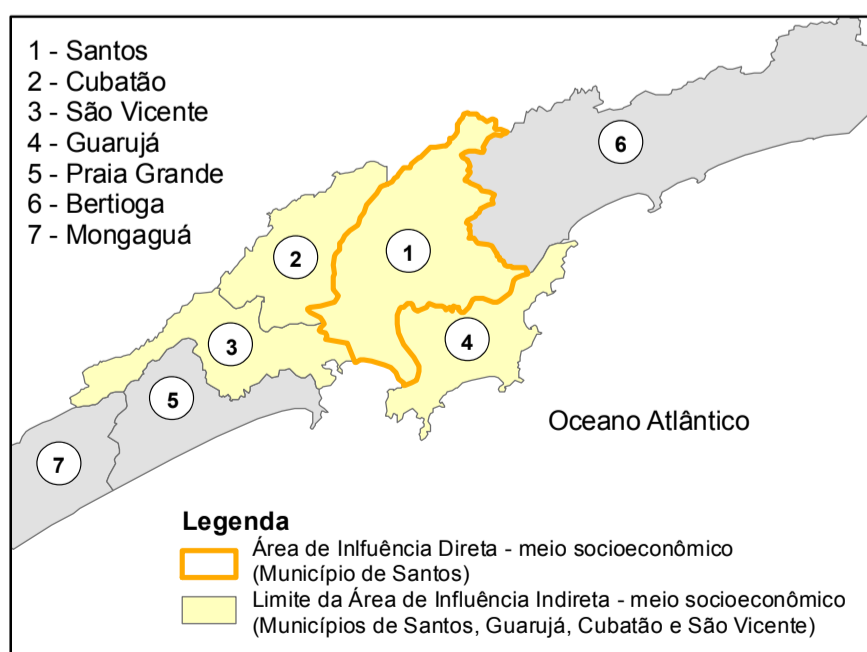 1 - Santos
2 - Cubatão
3 - São Vicente
4 - Guarujá
5 - Praia Grande
6 - Bertioga
7 - Mongaguá
6
1
2
4
3
5
7
Oceano Atlântico
Legenda
Área de Inlfuência Direta - meio socioeconômico
(Município de Santos)
Limite da Área de Influência Indireta - meio socioeconômico
(Municípios de Santos, Guarujá, Cubatão e São Vicente)